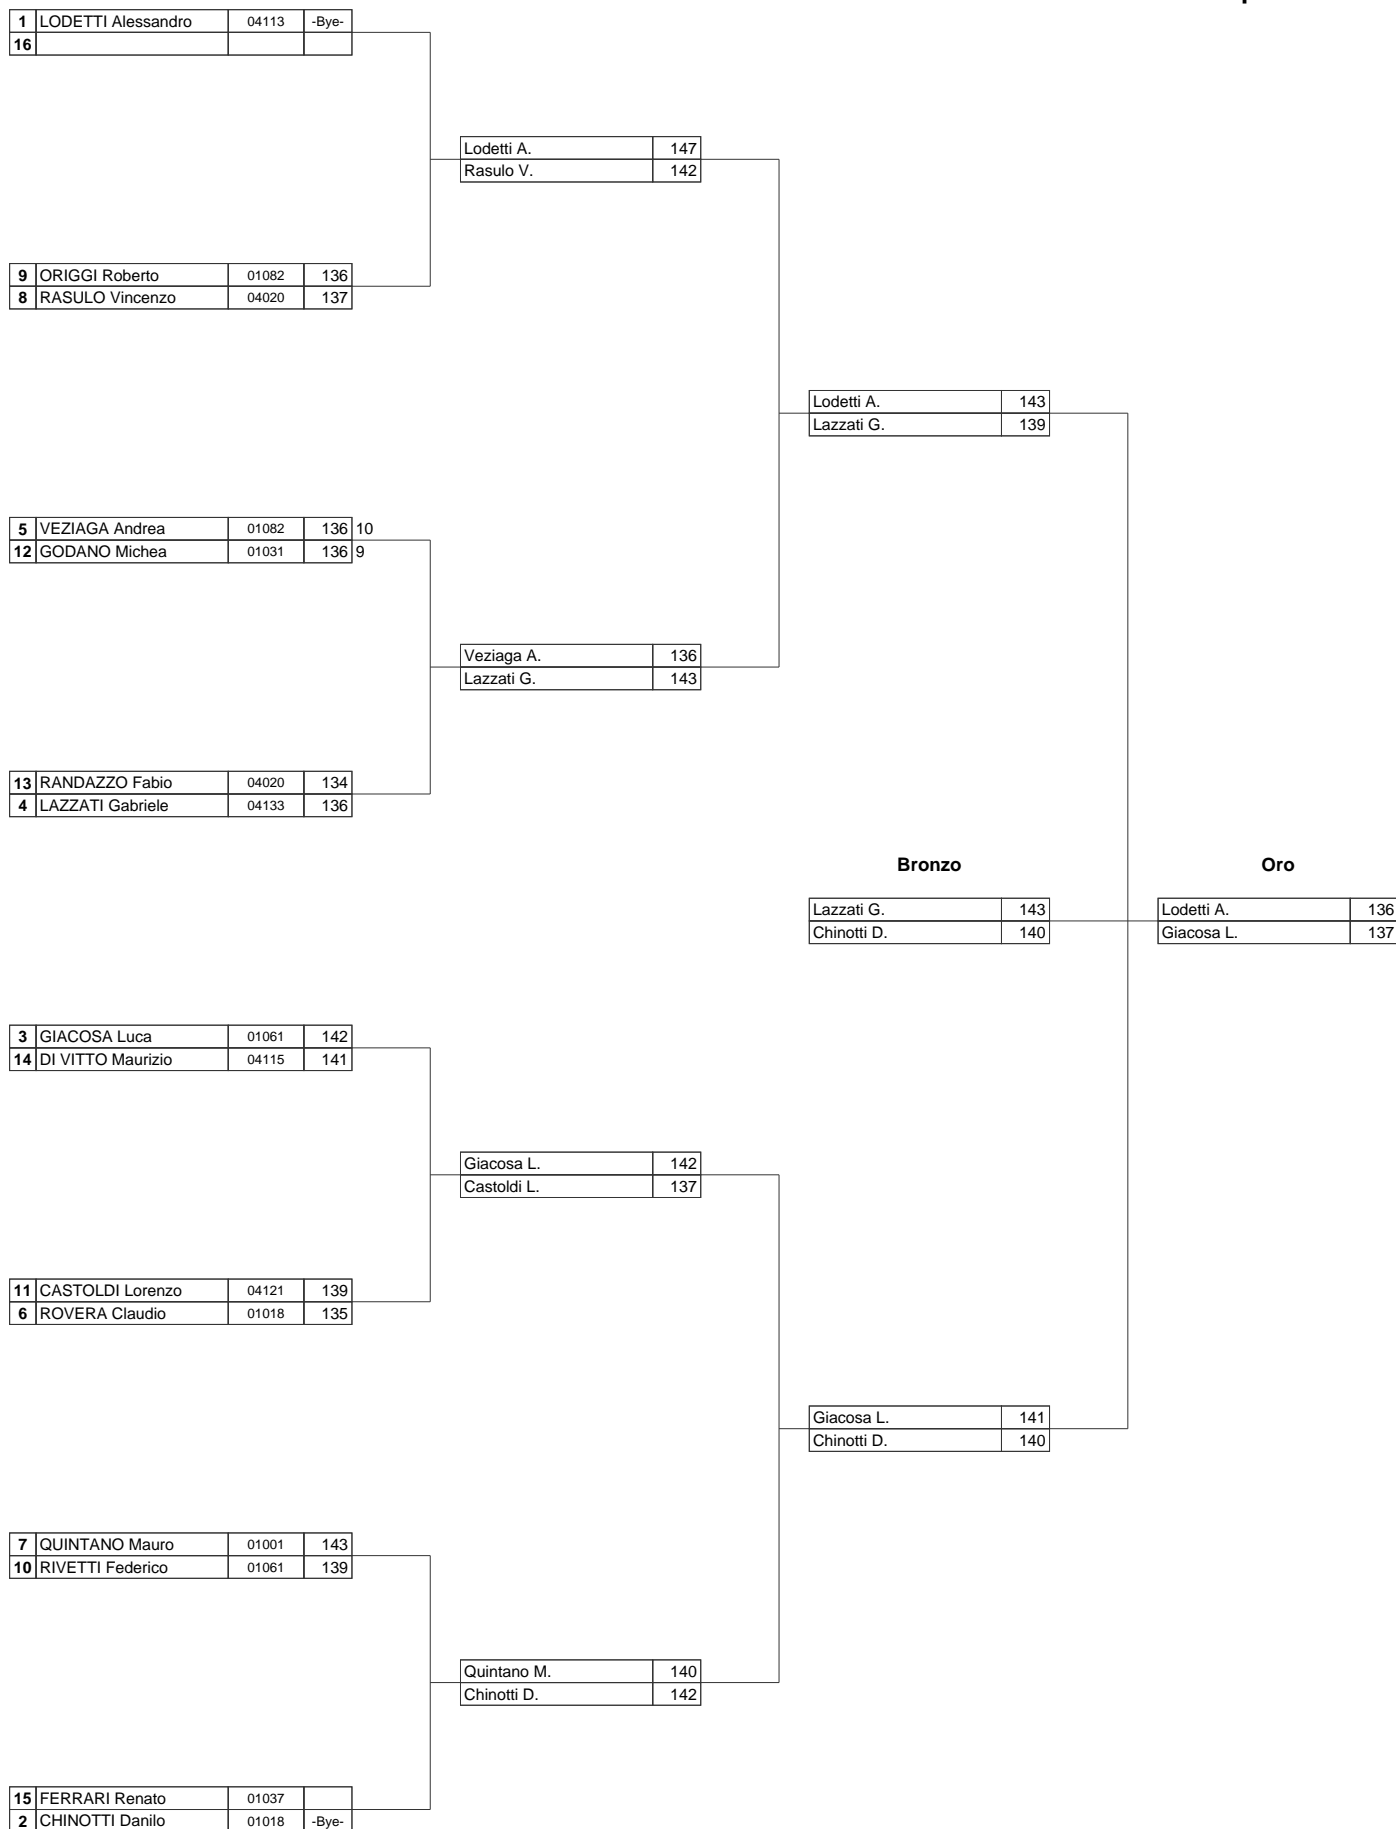 1 LODETTI Alessandro 04113 -Bye-
16
Lodetti A. 147
Rasulo V. 142
9 ORIGGI Roberto 01082 136
8 RASULO Vincenzo 04020 137
Lodetti A. 143
Lazzati G. 139
5 VEZIAGA Andrea 01082 136 10
12 GODANO Michea 01031 136 9
Veziaga A. 136
Lazzati G. 143
13 RANDAZZO Fabio 04020 134
4 LAZZATI Gabriele 04133 136
Bronzo Oro
Lazzati G. 143 Lodetti A. 136
Chinotti D. 140 Giacosa L. 137
3 GIACOSA Luca 01061 142
14 DI VITTO Maurizio 04115 141
Giacosa L. 142
Castoldi L. 137
11 CASTOLDI Lorenzo 04121 139
6 ROVERA Claudio 01018 135
Giacosa L. 141
Chinotti D. 140
7 QUINTANO Mauro 01001 143
10 RIVETTI Federico 01061 139
Quintano M. 140
Chinotti D. 142
15 FERRARI Renato 01037
2 CHINOTTI Danilo 01018 -Bye-